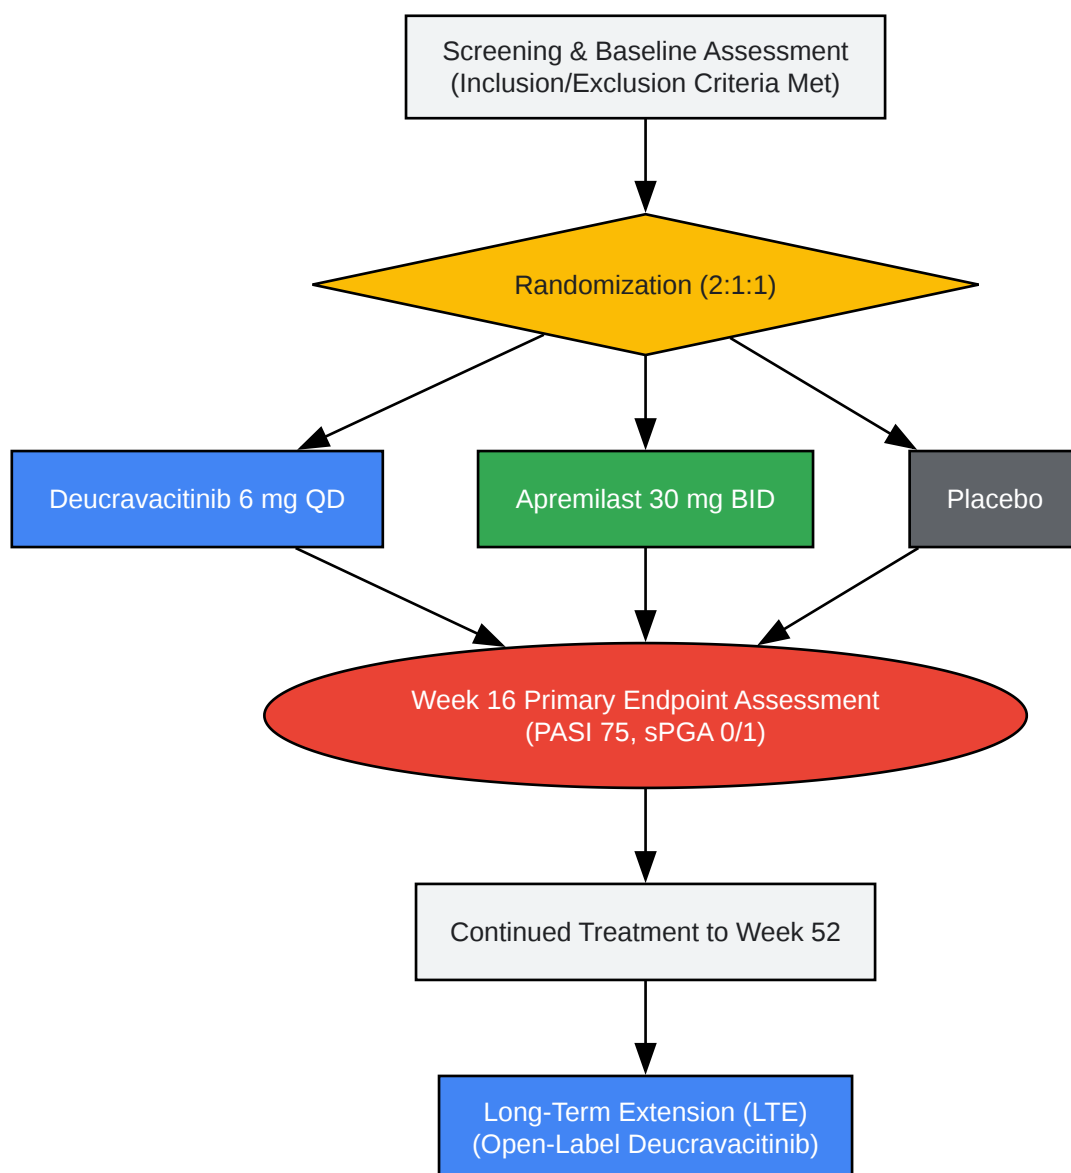 Screening & Baseline Assessment
(Inclusion/Exclusion Criteria Met)
Randomization (2:1:1)
Deucravacitinib 6 mg QD
Apremilast 30 mg BID
Placebo
Week 16 Primary Endpoint Assessment
(PASI 75, sPGA 0/1)
Continued Treatment to Week 52
Long-Term Extension (LTE)
(Open-Label Deucravacitinib)